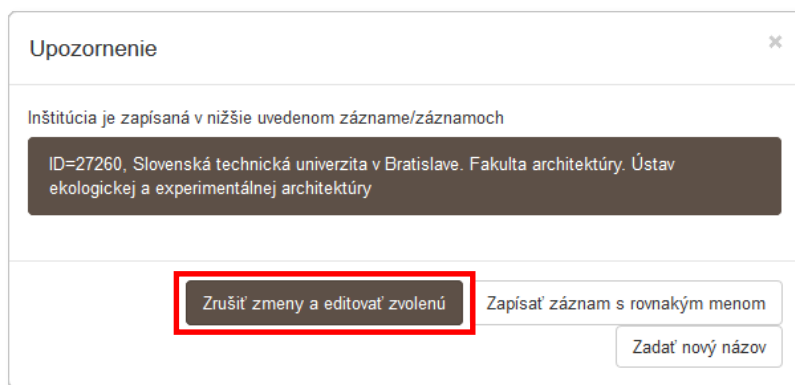 Upozornenie
×
Inštitúcia je zapísaná v nižšie uvedenom zázname/záznamoch
ID=27260, Slovenská technická univerzita v Bratislave. Fakulta architektúry. Ústav
ekologickej a experimentálnej architektúry
Zrušiť zmeny a editovať zvolenú
Zapísať záznam s rovnakým menom
Zadať nový názov